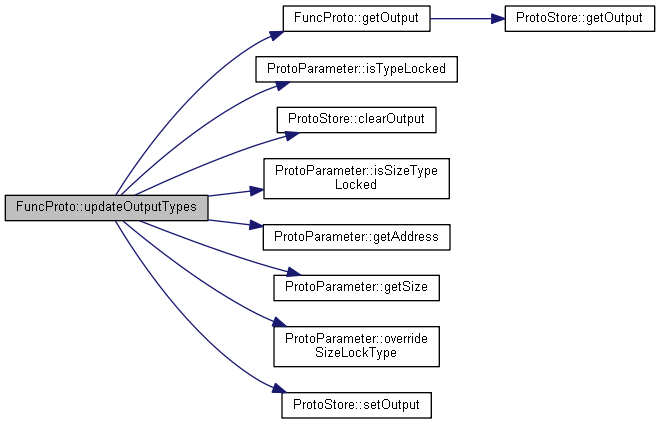 FuncProto::getOutput
ProtoStore::getOutput
ProtoParameter::isTypeLocked
ProtoStore::clearOutput
ProtoParameter::isSizeType
Locked
FuncProto::updateOutputTypes
ProtoParameter::getAddress
ProtoParameter::getSize
ProtoParameter::override
SizeLockType
ProtoStore::setOutput